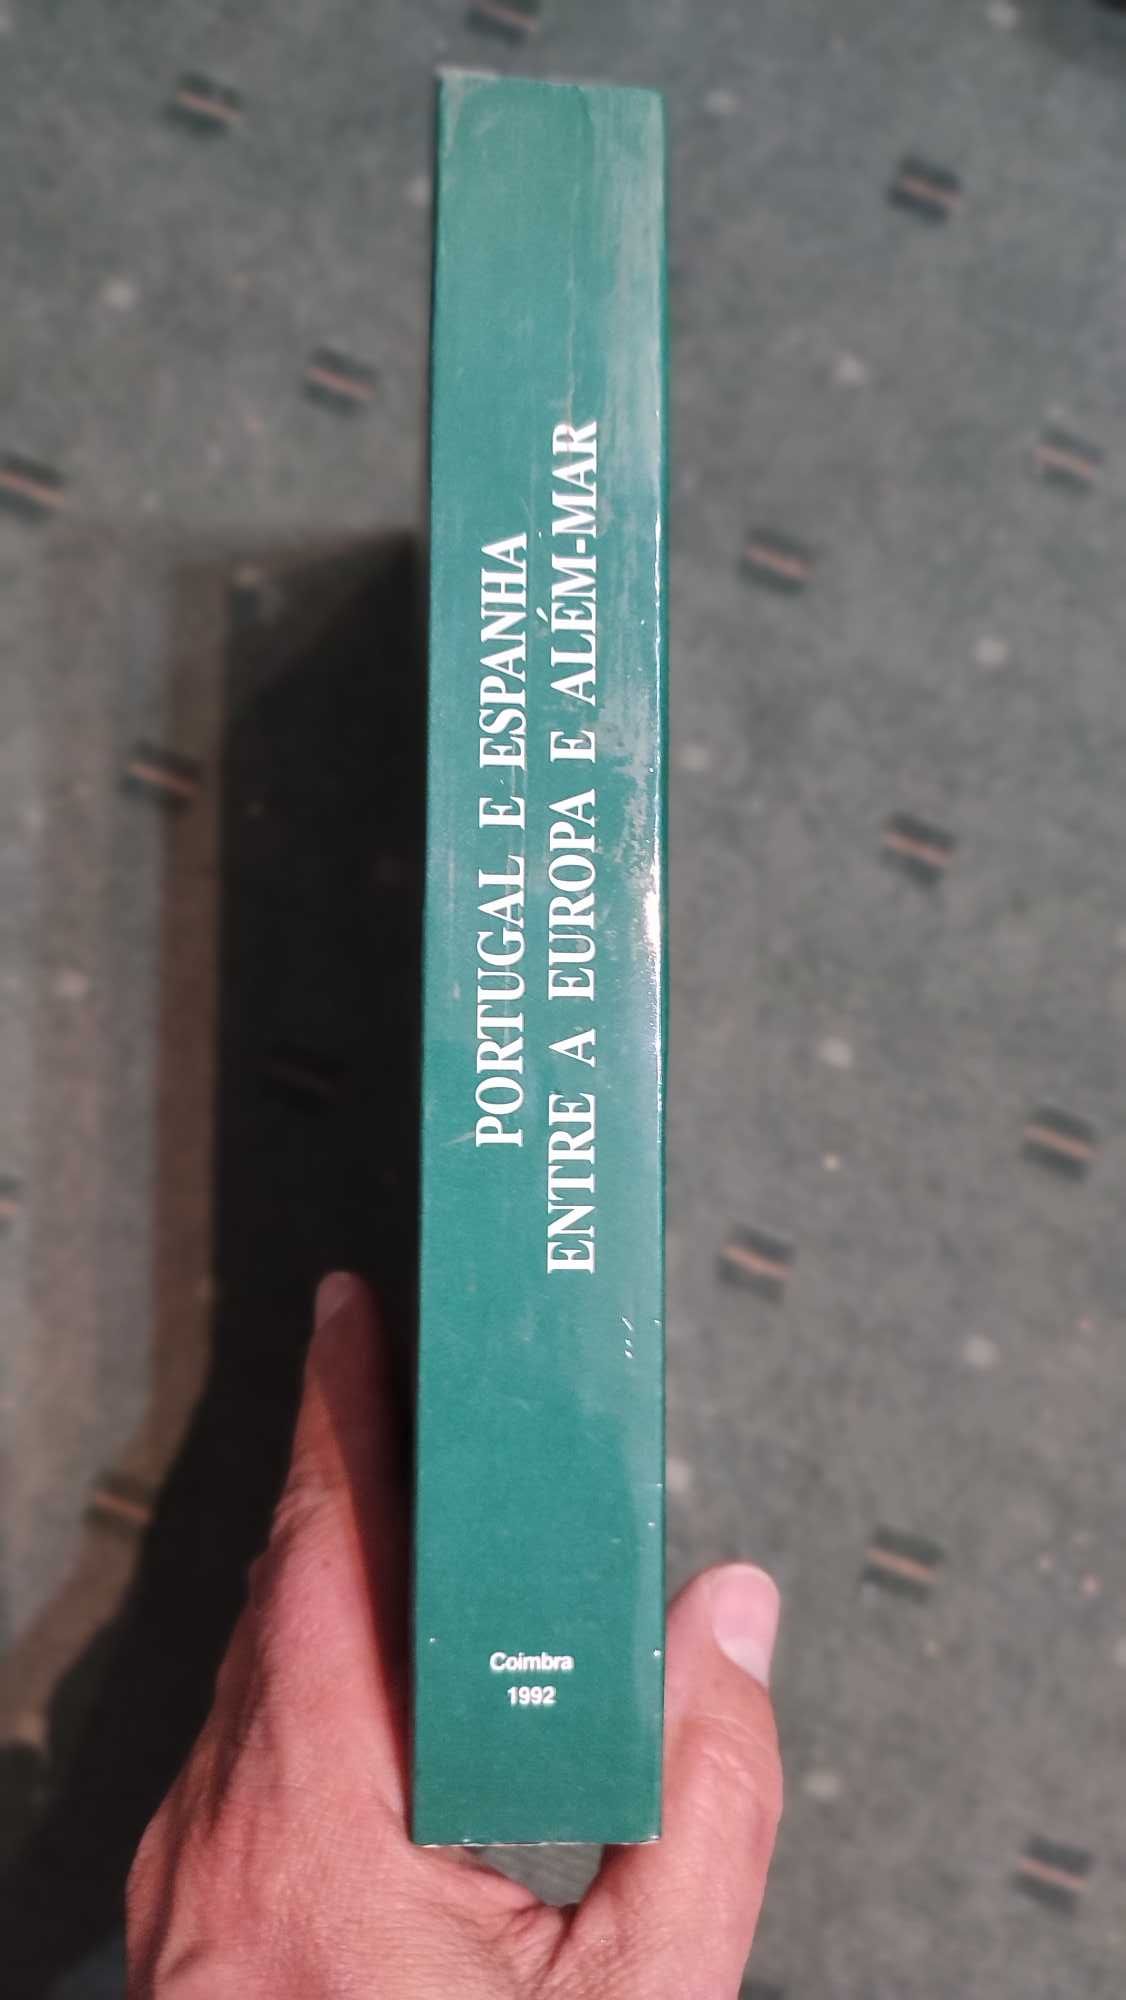 PORTUGAL E ESPANHA
ENTRE A EUROPA E ALÉM-MAR
Coimbra
1992